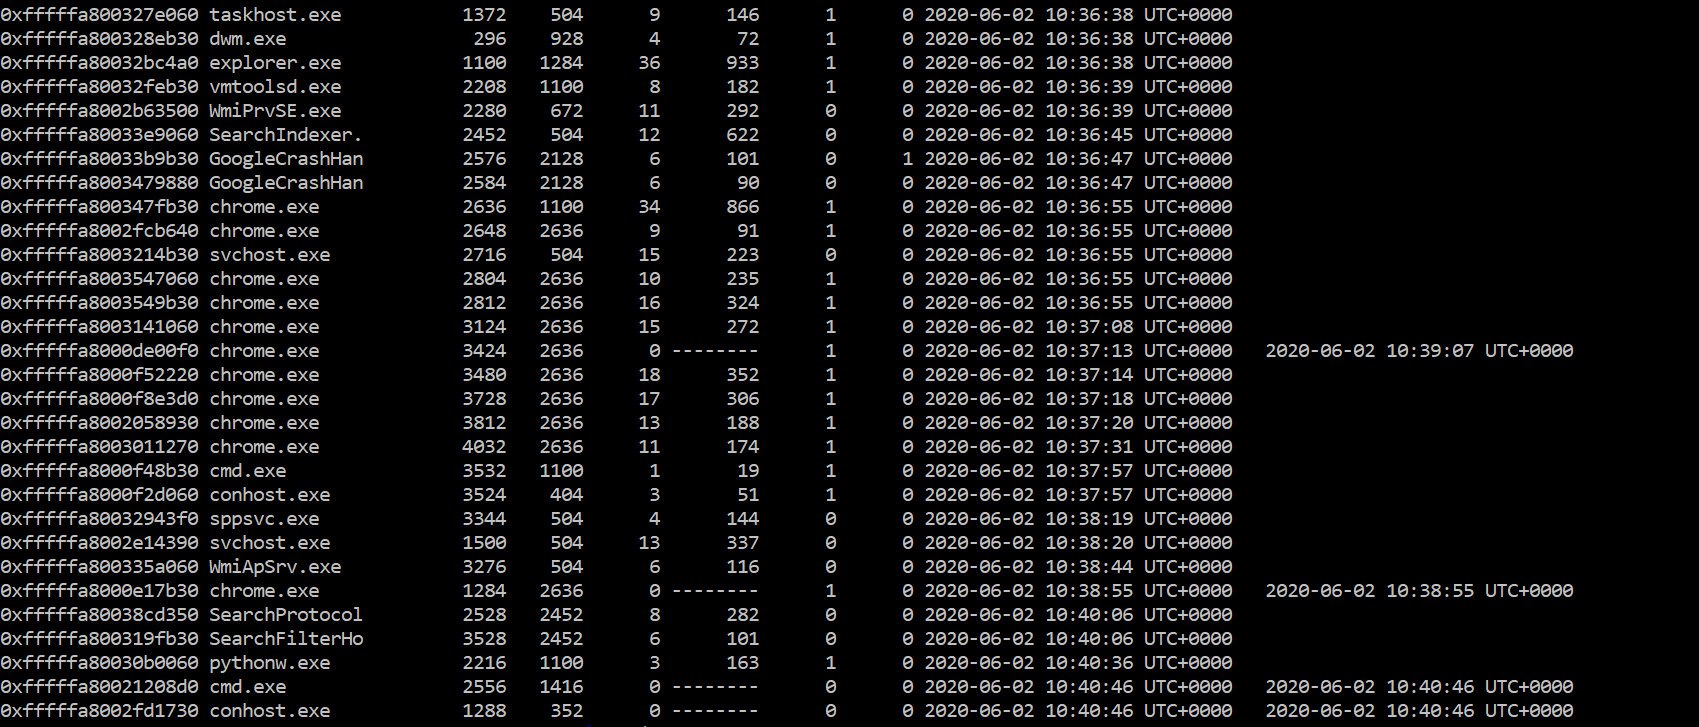 0xfffffa800327e060 taskhost.exe 1372 504 9 146 1 0 2020-06-02 10:36:38 UTC+0000
0xfffffa800328eb30 dwm.exe 296 928 4 72 1 0 2020-06-02 10:36:38 UTC+0000
0xfffffa80032bc4a0 explorer.exe 1100 1284 36 933 1 0 2020-06-02 10:36:38 UTC+0000
0xfffffa80032feb30 vmtoolsd.exe 2208 1100 8 182 1 0 2020-06-02 10:36:39 UTC+0000
0xfffffa8002b63500 WmiPrvSE.exe 2280 672 11 292 0 0 2020-06-02 10:36:39 UTC+0000
0xfffffa80033e9060 SearchIndexer. 2452 504 12 622 0 0 2020-06-02 10:36:45 UTC+0000
0xfffffa80033b9b30 GoogleCrashHan 2576 2128 6 101 0 1 2020-06-02 10:36:47 UTC+0000
0xfffffa8003479880 GoogleCrashHan 2584 2128 6 90 0 0 2020-06-02 10:36:47 UTC+0000
0xfffffa800347fb30 chrome.exe 2636 1100 34 866 1 0 2020-06-02 10:36:55 UTC+0000
0xfffffa8002fcb640 chrome.exe 2648 2636 9 91 1 0 2020-06-02 10:36:55 UTC+0000
0xfffffa8003214b30 svchost.exe 2716 504 15 223 0 0 2020-06-02 10:36:55 UTC+0000
0xfffffa8003547060 chrome.exe 2804 2636 10 235 1 0 2020-06-02 10:36:55 UTC+0000
0xfffffa8003549b30 chrome.exe 2812 2636 16 324 1 0 2020-06-02 10:36:55 UTC+0000
0xfffffa8003141060 chrome.exe 3124 2636 15 272 1 0 2020-06-02 10:37:08 UTC+0000
0xfffffa8000de00f0 chrome.exe 3424 2636 0 -------- 1 0 2020-06-02 10:37:13 UTC+0000 2020-06-02 10:39:07 UTC+0000
0xfffffa8000f52220 chrome.exe 3480 2636 18 352 1 0 2020-06-02 10:37:14 UTC+0000
0xfffffa8000f8e3d0 chrome.exe 3728 2636 17 306 1 0 2020-06-02 10:37:18 UTC+0000
0xfffffa8002058930 chrome.exe 3812 2636 13 188 1 0 2020-06-02 10:37:20 UTC+0000
0xfffffa8003011270 chrome.exe 4032 2636 11 174 1 0 2020-06-02 10:37:31 UTC+0000
0xfffffa8000f48b30 cmd.exe 3532 1100 1 19 1 0 2020-06-02 10:37:57 UTC+0000
0xfffffa8000f2d060 conhost.exe 3524 404 3 51 1 0 2020-06-02 10:37:57 UTC+0000
0xfffffa80032943f0 sppsvc.exe 3344 504 4 144 0 0 2020-06-02 10:38:19 UTC+0000
0xfffffa8002e14390 svchost.exe 1500 504 13 337 0 0 2020-06-02 10:38:20 UTC+0000
0xfffffa800335a060 WmiApSrv.exe 3276 504 6 116 0 0 2020-06-02 10:38:44 UTC+0000
0xfffffa8000e17b30 chrome.exe 1284 2636 0 -------- 1 0 2020-06-02 10:38:55 UTC+0000 2020-06-02 10:38:55 UTC+0000
0xfffffa80038cd350 SearchProtocol 2528 2452 8 282 0 0 2020-06-02 10:40:06 UTC+0000
0xfffffa800319fb30 SearchFilterHo 3528 2452 6 101 0 0 2020-06-02 10:40:06 UTC+0000
0xfffffa80030b0060 pythonw.exe 2216 1100 3 163 1 0 2020-06-02 10:40:36 UTC+0000
0xfffffa80021208d0 cmd.exe 2556 1416 0 -------- 0 0 2020-06-02 10:40:46 UTC+0000 2020-06-02 10:40:46 UTC+0000
0xfffffa8002fd1730 conhost.exe 1288 352 0 -------- 0 0 2020-06-02 10:40:46 UTC+0000 2020-06-02 10:40:46 UTC+0000